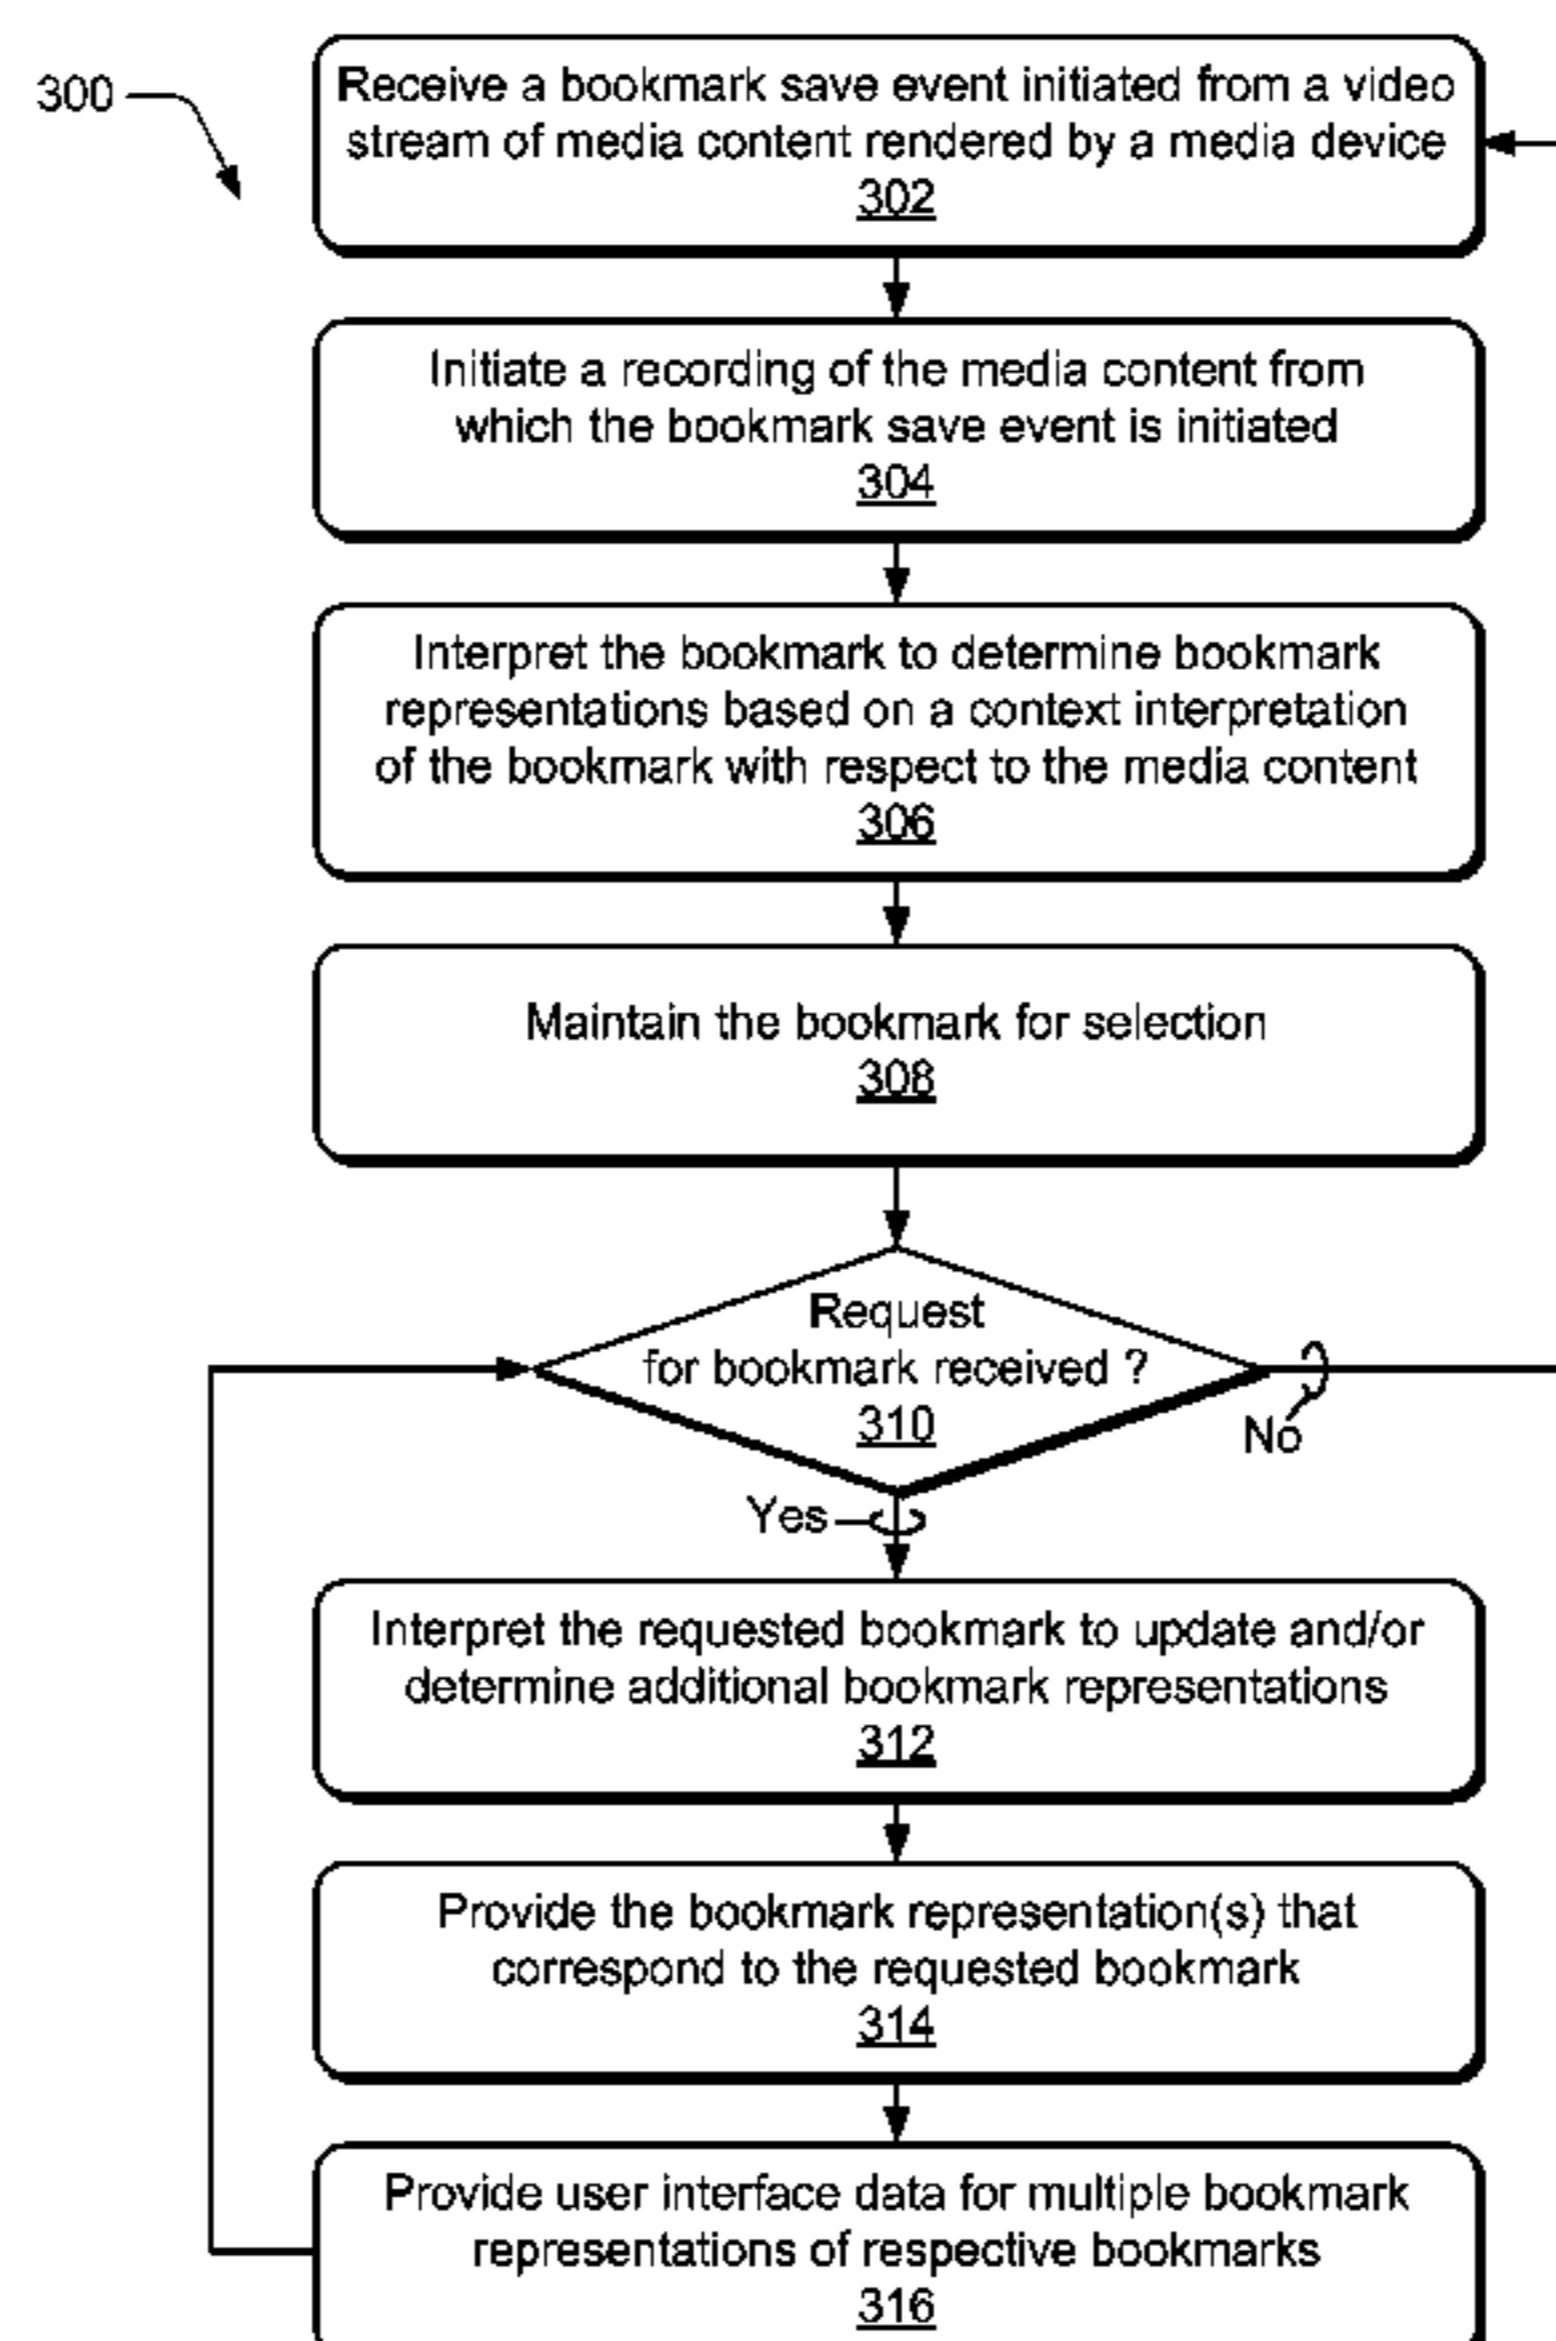 300
Receive a bookmark save event initiated from a video
stream of media content rendered by a media device
302
Initiate a recording of the media content from
which the bookmark save event is initiated
304
Interpret the bookmark to determine bookmark
representations based on a context interpretation
of the bookmark with respect to the media content
306
Maintain the bookmark for selection
308
Request
for bookmark received ?
310
No
Yes
Interpret the requested bookmark to update and/or
determine additional bookmark representations
312
Provide the bookmark representation(s) that
correspond to the requested bookmark
314
Provide user interface data for multiple bookmark
representations of respective bookmarks
316